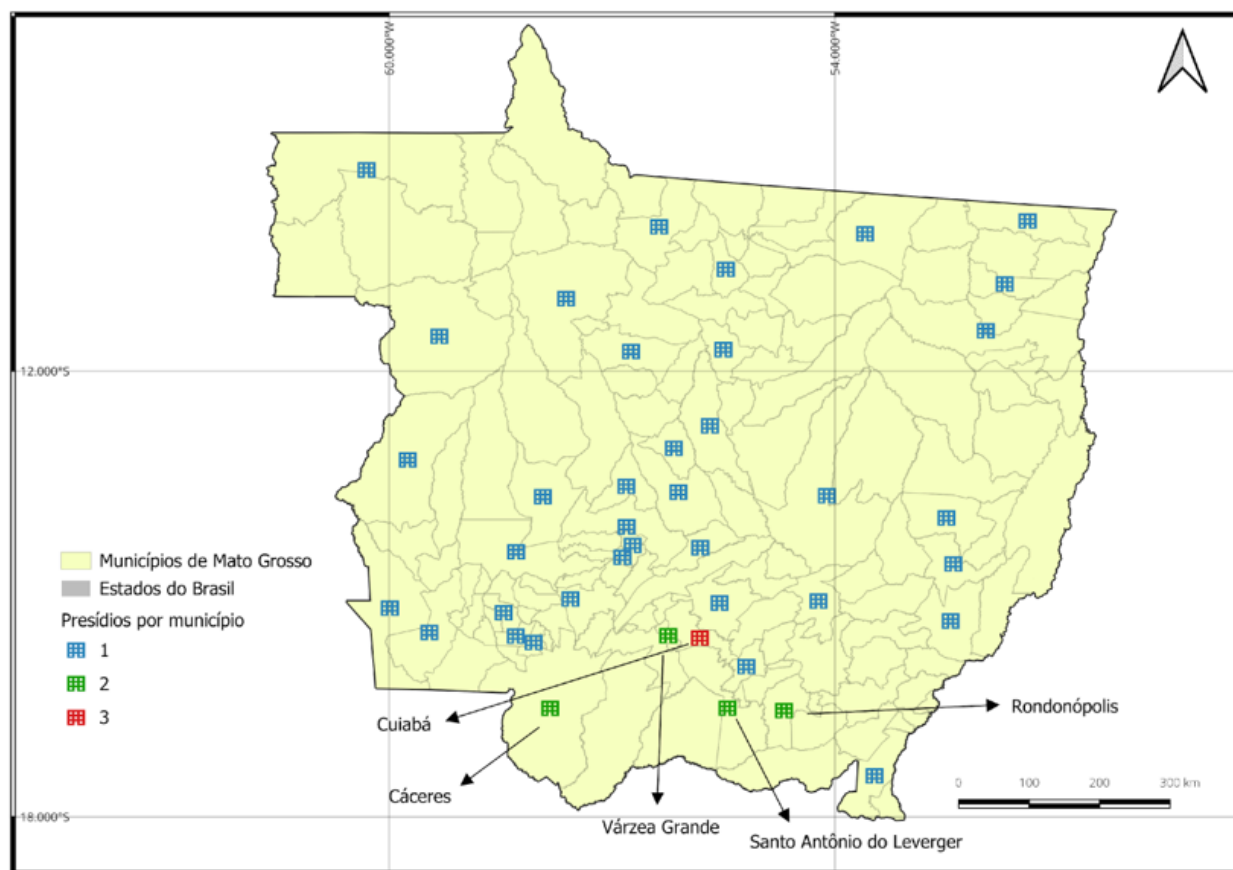 60.000°W
54.000°W
12.000°S
Municípios de Mato Grosso
Estados do Brasil
Presídios por município
1
2
3
Cuiabá
Cáceres
Várzea Grande
Santo Antônio do Leverger
Rondonópolis
0 100 200 300 km
18.000°S